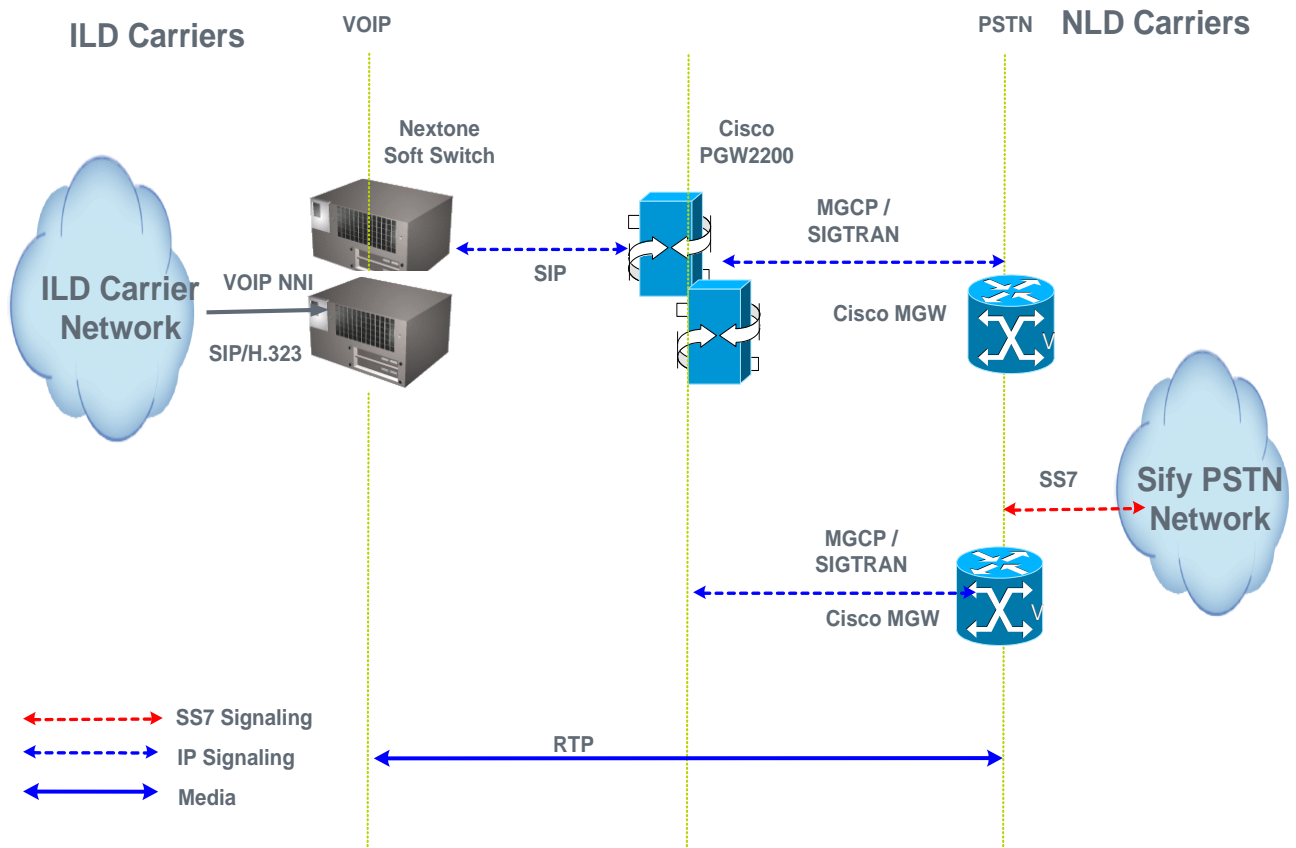 ILD Carriers
VOIP
PSTN
NLD Carriers
Nextone
Soft Switch
Cisco
PGW2200
MGCP /
SIGTRAN
SIP
VOIP NNI
ILD Carrier
Network
SIP/H.323
Cisco MGW
V
SS7
Sify PSTN
Network
MGCP /
SIGTRAN
Cisco MGW
V
SS7 Signaling
IP Signaling
Media
RTP